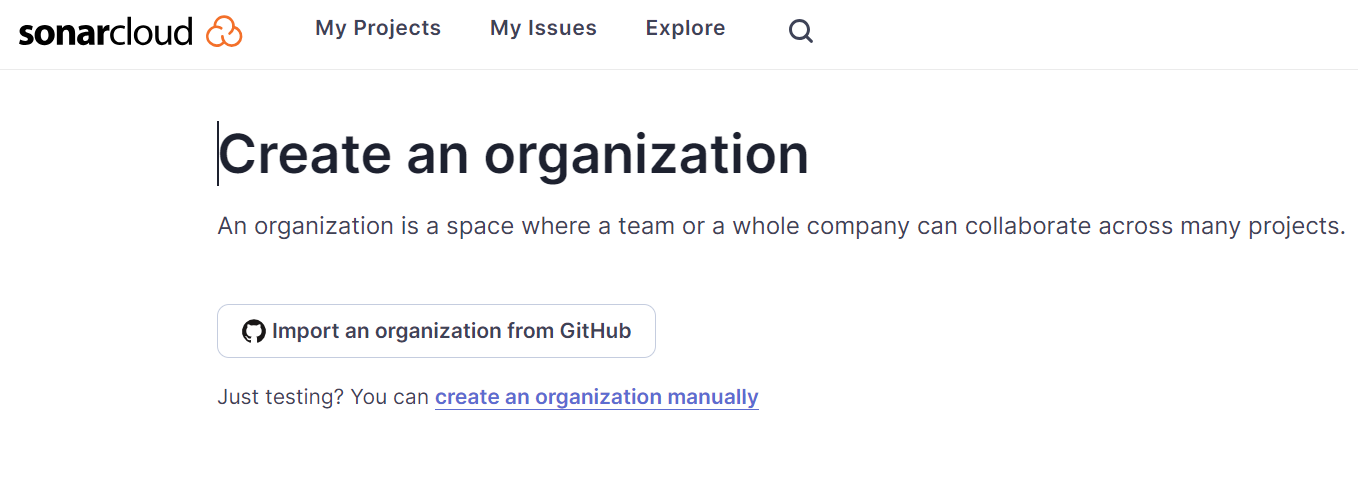 sonarcloud My Projects My Issues Explore
Create an organization
An organization is a space where a team or a whole company can collaborate across many projects.
Import an organization from GitHub
Just testing? You can create an organization manually